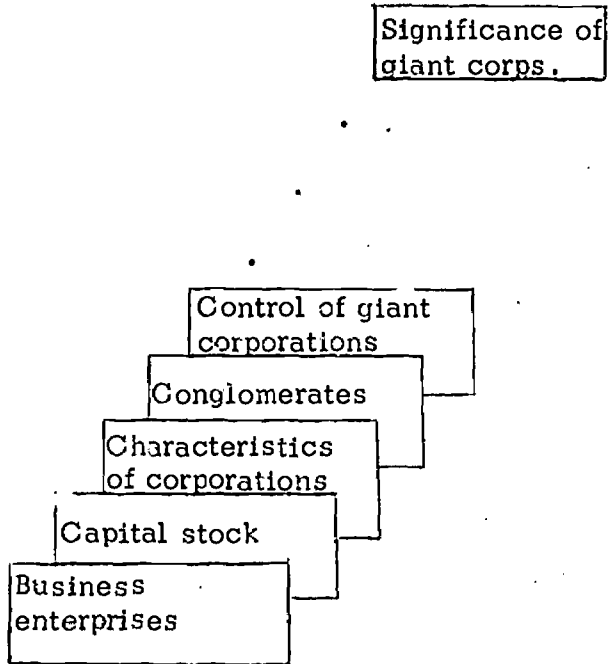 Significance of
giant corps.
Control of giant
corporations
Conglomerates
Characteristics
of corporations
Capital stock
Business
enterprises